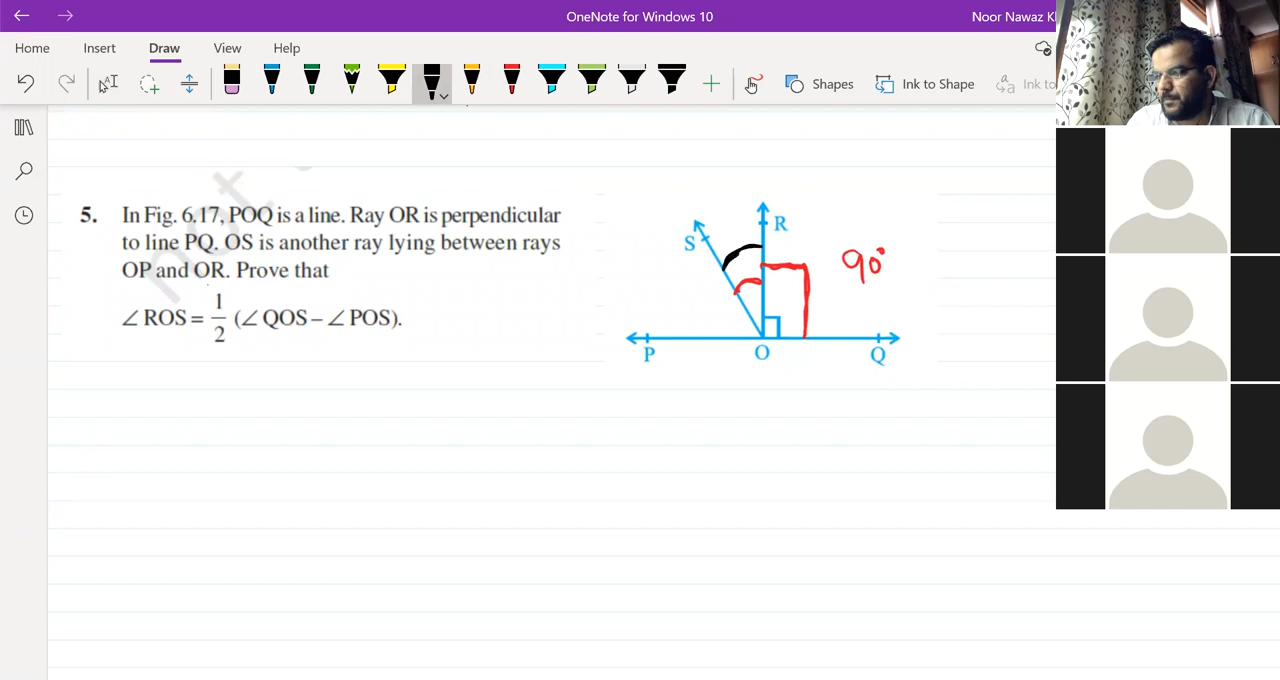 OneNote for Windows 10
Noor Nawaz
Home Insert Draw View Help
Shapes Ink to Shape Ink to
not
5. In Fig. 6.17, POQ is a line. Ray OR is perpendicular
to line PQ. OS is another ray lying between rays
OP and OR. Prove that
∠ ROS = 1/2 (∠ QOS – ∠ POS).
R
S
90°
P O Q